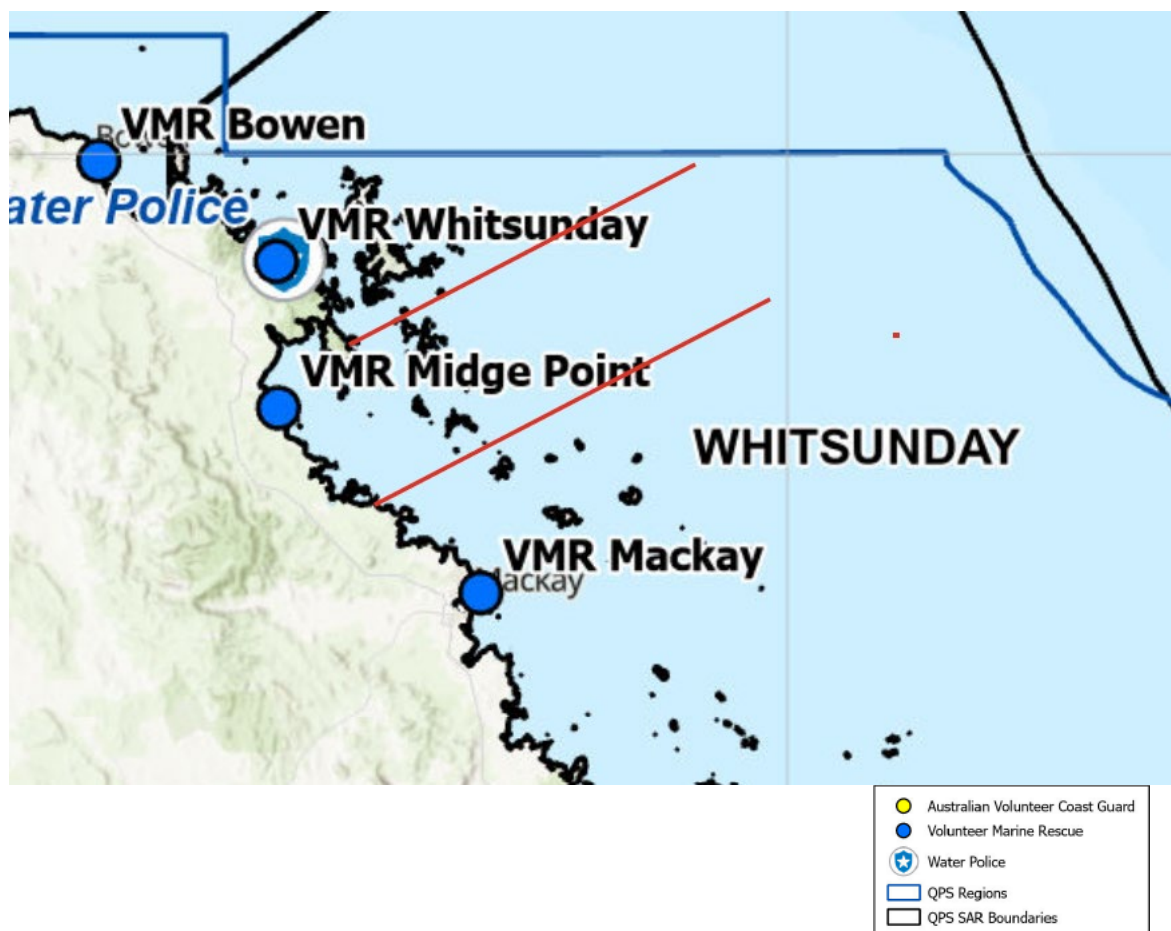 VMR Bowen
ater Police
VMR Whitsunday
VMR Midge Point
WHITSUNDAY
VMR Mackay
Mackay
Australian Volunteer Coast Guard
Volunteer Marine Rescue
Water Police
QPS Regions
QPS SAR Boundaries